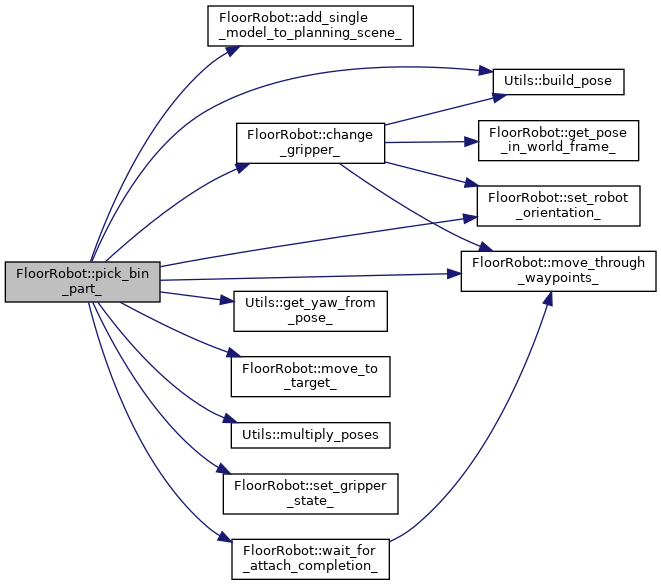 FloorRobot::add_single
_model_to_planning_scene_
Utils::build_pose
FloorRobot::change
_gripper_
FloorRobot::get_pose
_in_world_frame_
FloorRobot::set_robot
_orientation_
FloorRobot::move_through
_waypoints_
FloorRobot::pick_bin
_part_
Utils::get_yaw_from
_pose_
FloorRobot::move_to
_target_
Utils::multiply_poses
FloorRobot::set_gripper
_state_
FloorRobot::wait_for
_attach_completion_